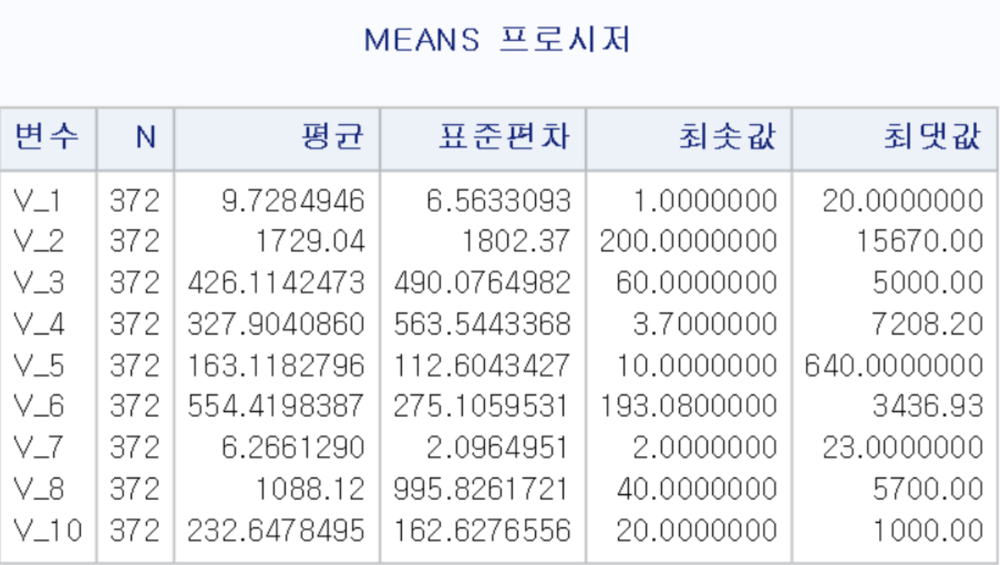 MEANS 프로시저
변수 N 평균 표준편차 최솟값 최댓값
V_1 372 9.7284946 6.5633093 1.0000000 20.0000000
V_2 372 1729.04 1802.37 200.0000000 15670.00
V_3 372 426.1142473 490.0764982 60.0000000 5000.00
V_4 372 327.9040860 563.5443368 3.7000000 7208.20
V_5 372 163.1182796 112.6043427 10.0000000 640.0000000
V_6 372 554.4198387 275.1059531 193.0800000 3436.93
V_7 372 6.2661290 2.0964951 2.0000000 23.0000000
V_8 372 1088.12 995.8261721 40.0000000 5700.00
V_10 372 232.6478495 162.6276556 20.0000000 1000.00